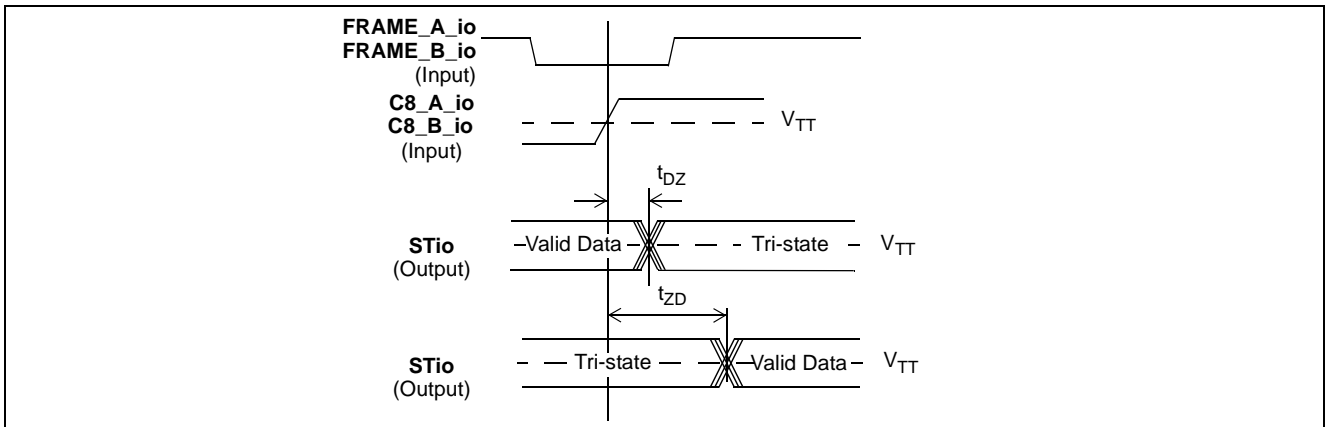 FRAME_A_io
FRAME_B_io
(Input)
C8_A_io
C8_B_io
(Input)
VTT
tDZ
STio
(Output)
Valid Data
Tri-state
VTT
tZD
STio
(Output)
Tri-state
Valid Data
VTT